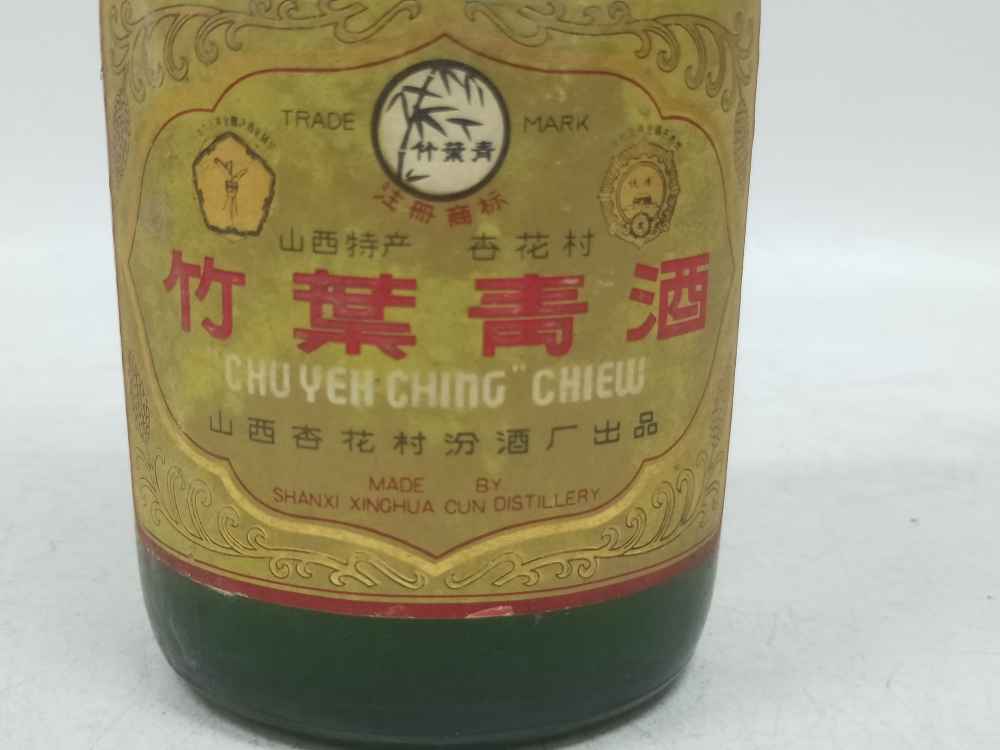 TRADE MARK
竹葉青
注册商标
山西特产 杏花村
竹葉青酒
"CHU YEH CHING" CHIEW
山西杏花村汾酒厂出品
MADE BY
SHANXI XINGHUA CUN DISTILLERY